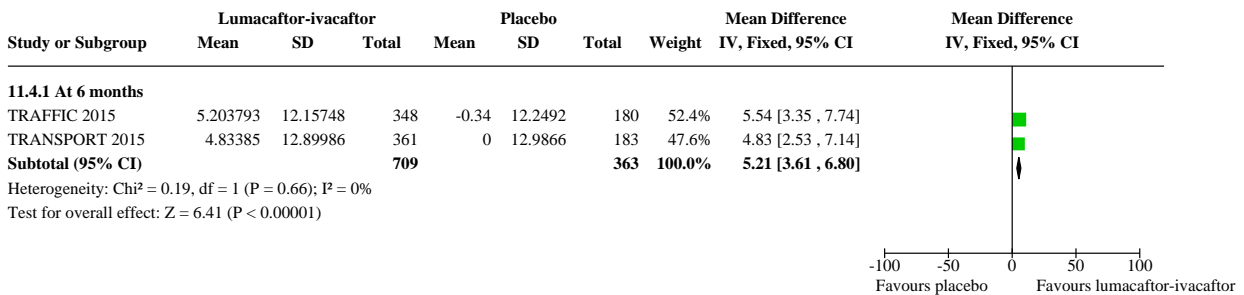 Lumacaftor-ivacaftor Placebo Mean Difference Mean Difference
Study or Subgroup Mean SD Total Mean SD Total Weight IV, Fixed, 95% CI IV, Fixed, 95% CI
11.4.1 At 6 months
TRAFFIC 2015 5.203793 12.15748 348 -0.34 12.2492 180 52.4% 5.54 [3.35 , 7.74]
TRANSPORT 2015 4.83385 12.89986 361 0 12.9866 183 47.6% 4.83 [2.53 , 7.14]
Subtotal (95% CI) 709 363 100.0% 5.21 [3.61 , 6.80]
Heterogeneity: Chi² = 0.19, df = 1 (P = 0.66); I² = 0%
Test for overall effect: Z = 6.41 (P < 0.00001)
-100 -50 0 50 100
Favours placebo Favours lumacaftor-ivacaftor